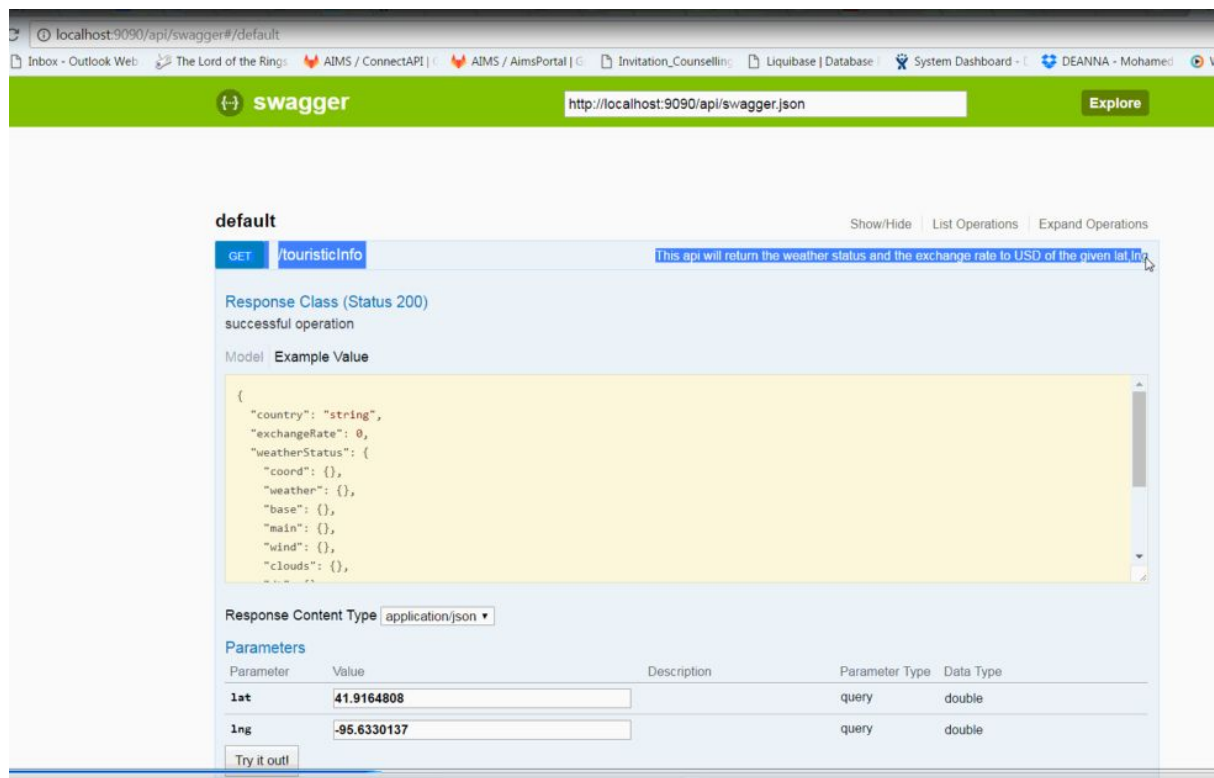 localhost:9090/api/swagger#/default
Inbox - Outlook Web The Lord of the Rings AIMS / ConnectAPI | AIMS / AimsPortal | G Invitation_Counselling Liquibase | Database System Dashboard - DEANNA - Mohamed
swagger http://localhost:9090/api/swagger.json Explore
default Show/Hide List Operations Expand Operations
GET /touristicInfo This api will return the weather status and the exchange rate to USD of the given lat,lng
Response Class (Status 200)
successful operation
Model Example Value
{
"country": "string",
"exchangeRate": 0,
"weatherStatus": {
"coord": {},
"weather": {},
"base": {},
"main": {},
"wind": {},
"clouds": {},
Response Content Type application/json
Parameters
Parameter Value Description Parameter Type Data Type
lat 41.9164808 query double
lng -95.6330137 query double
Try it out!